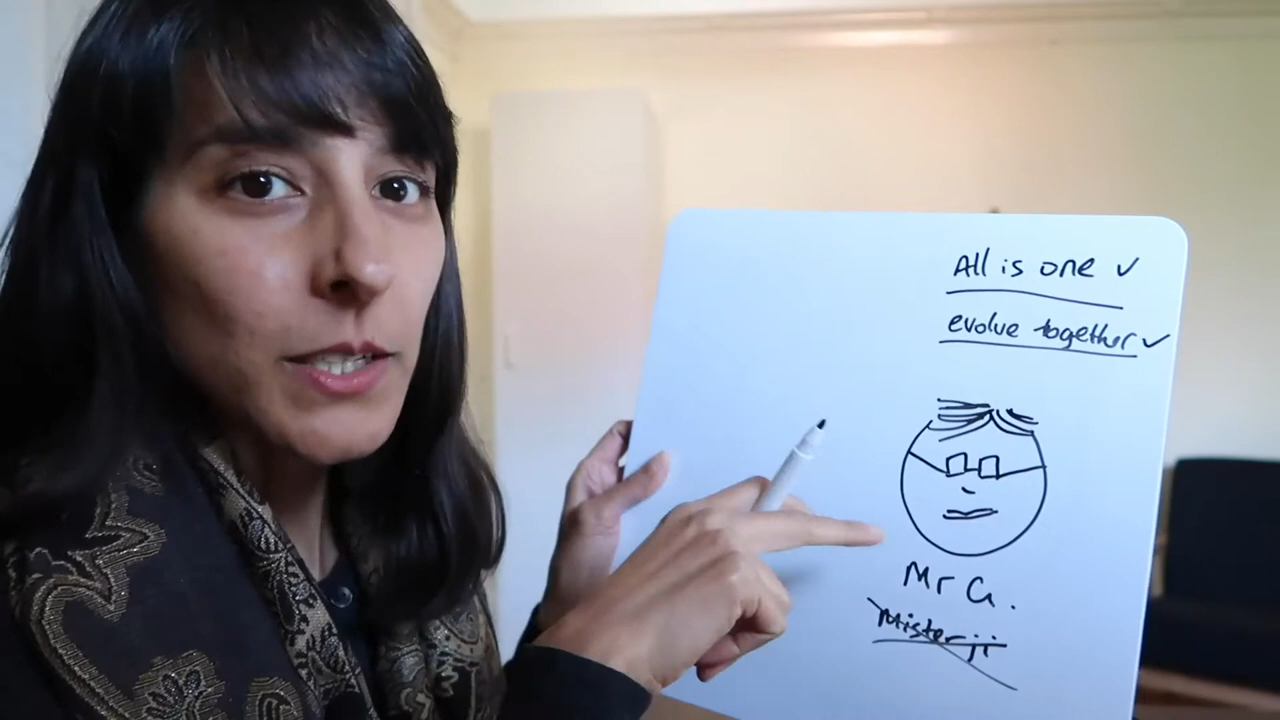 All is one ✓
evolve together ✓
Mr G.
Misterji